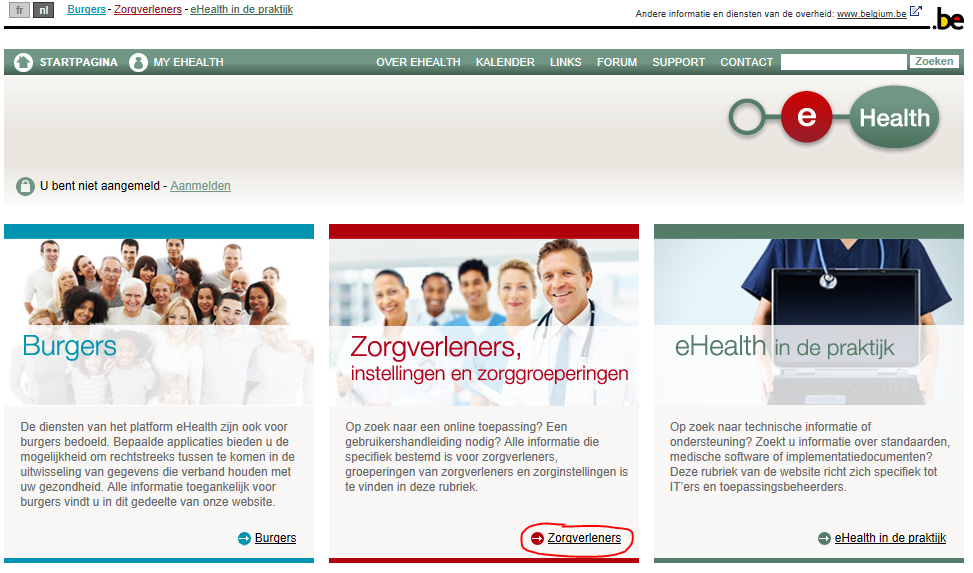 fr nl Burgers - Zorgverleners - eHealth in de praktijk
Andere informatie en diensten van de overheid: www.belgium.be
.be
STARTPAGINA MY EHEALTH OVER EHEALTH KALENDER LINKS FORUM SUPPORT CONTACT Zoeken
e Health
U bent niet aangemeld - Aanmelden
Burgers
De diensten van het platform eHealth zijn ook voor
burgers bedoeld. Bepaalde applicaties bieden u de
mogelijkheid om rechtstreeks tussen te komen in de
uitwisseling van gegevens die verband houden met
uw gezondheid. Alle informatie toegankelijk voor
burgers vindt u in dit gedeelte van onze website.
Burgers
Zorgverleners,
instellingen en zorggroeperingen
Op zoek naar een online toepassing? Een
gebruikershandleiding nodig? Alle informatie die
specifiek bestemd is voor zorgverleners,
groeperingen van zorgverleners en zorginstellingen is
te vinden in deze rubriek.
Zorgverleners
eHealth in de praktijk
Op zoek naar technische informatie of
ondersteuning? Zoekt u informatie over standaarden,
medische software of implementatiedocumenten?
Deze rubriek van de website richt zich specifiek tot
IT'ers en toepassingsbeheerders.
eHealth in de praktijk